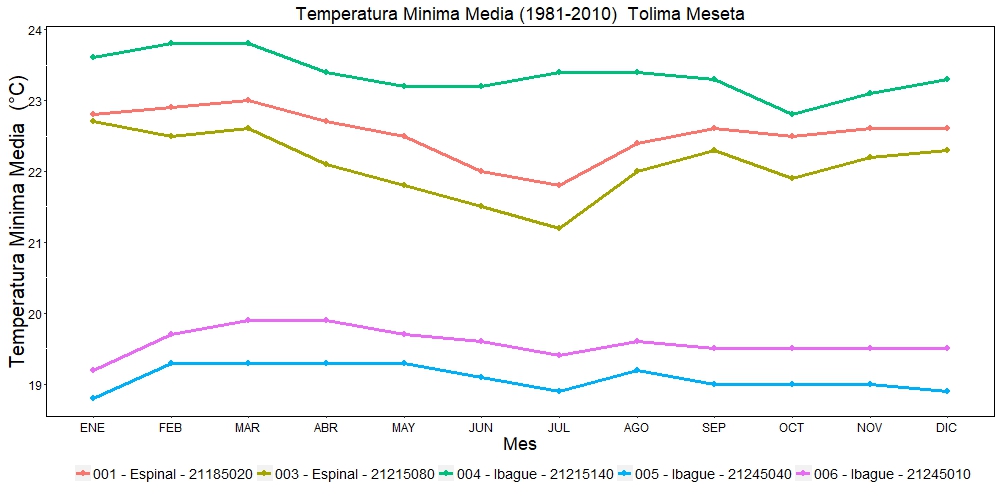 Temperatura Minima Media (1981-2010)  Tolima Meseta
Temperatura Minima Media  (°C)
24
23
22
21
20
19
ENE FEB MAR ABR MAY JUN JUL AGO SEP OCT NOV DIC
Mes
001 - Espinal - 21185020 003 - Espinal - 21215080 004 - Ibague - 21215140 005 - Ibague - 21245040 006 - Ibague - 21245010